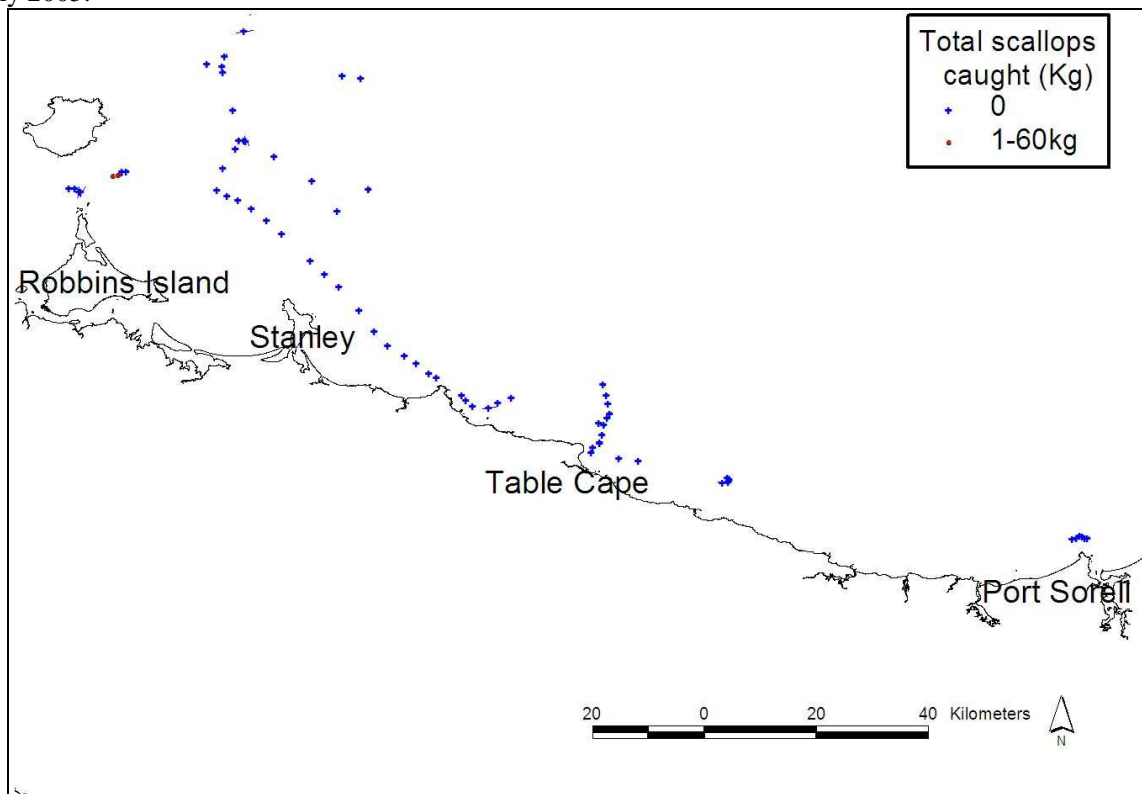 2005.
Total scallops
caught (Kg)
0
1-60kg
Robbins Island
Stanley
Table Cape
Port Sorell
20 0 20 40 Kilometers
N